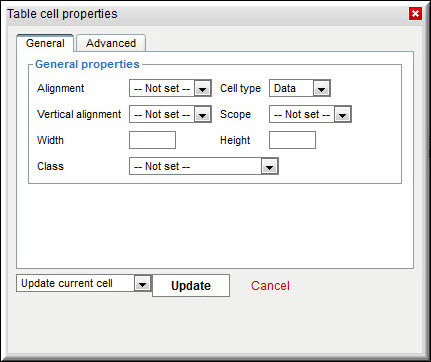 Table cell properties
General Advanced
General properties
Alignment -- Not set -- Cell type Data
Vertical alignment -- Not set -- Scope -- Not set --
Width Height
Class -- Not set --
Update current cell Update Cancel